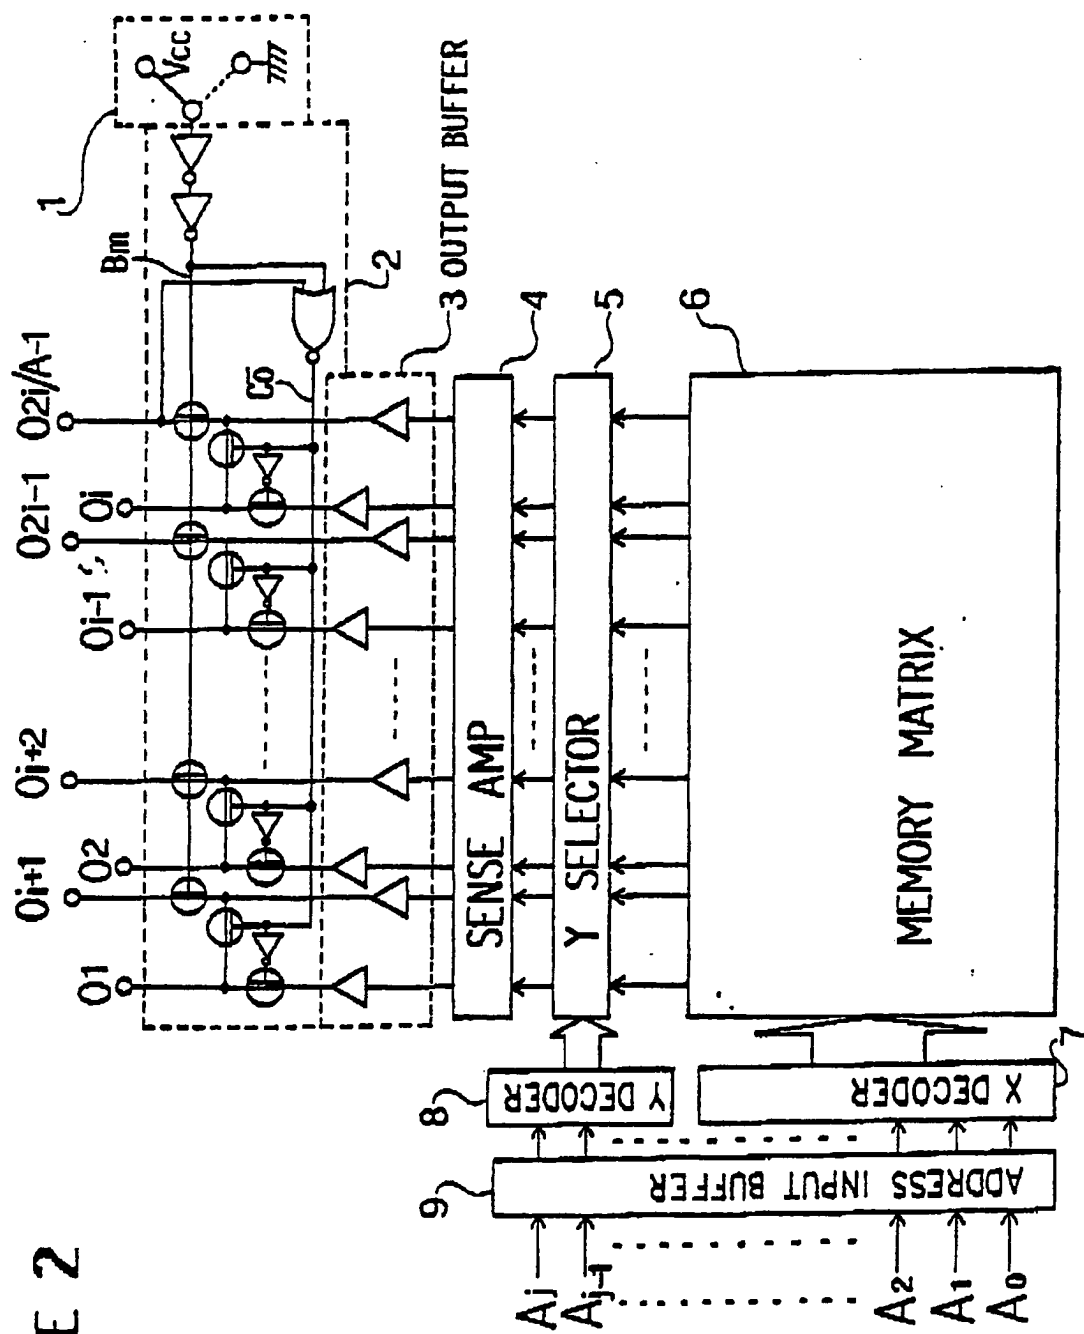 E 2
O1
Oi+1
O2
Oi+2
Oi-1
O2i-1
Oi
O2i/A-1
Bm
C̅o̅
1
Vcc
2
3 OUTPUT BUFFER
SENSE AMP
4
Y SELECTOR
5
MEMORY MATRIX
6
X DECODER
7
Y DECODER
8
ADDRESS INPUT BUFFER
9
Aj
Aj-1
A2
A1
A0